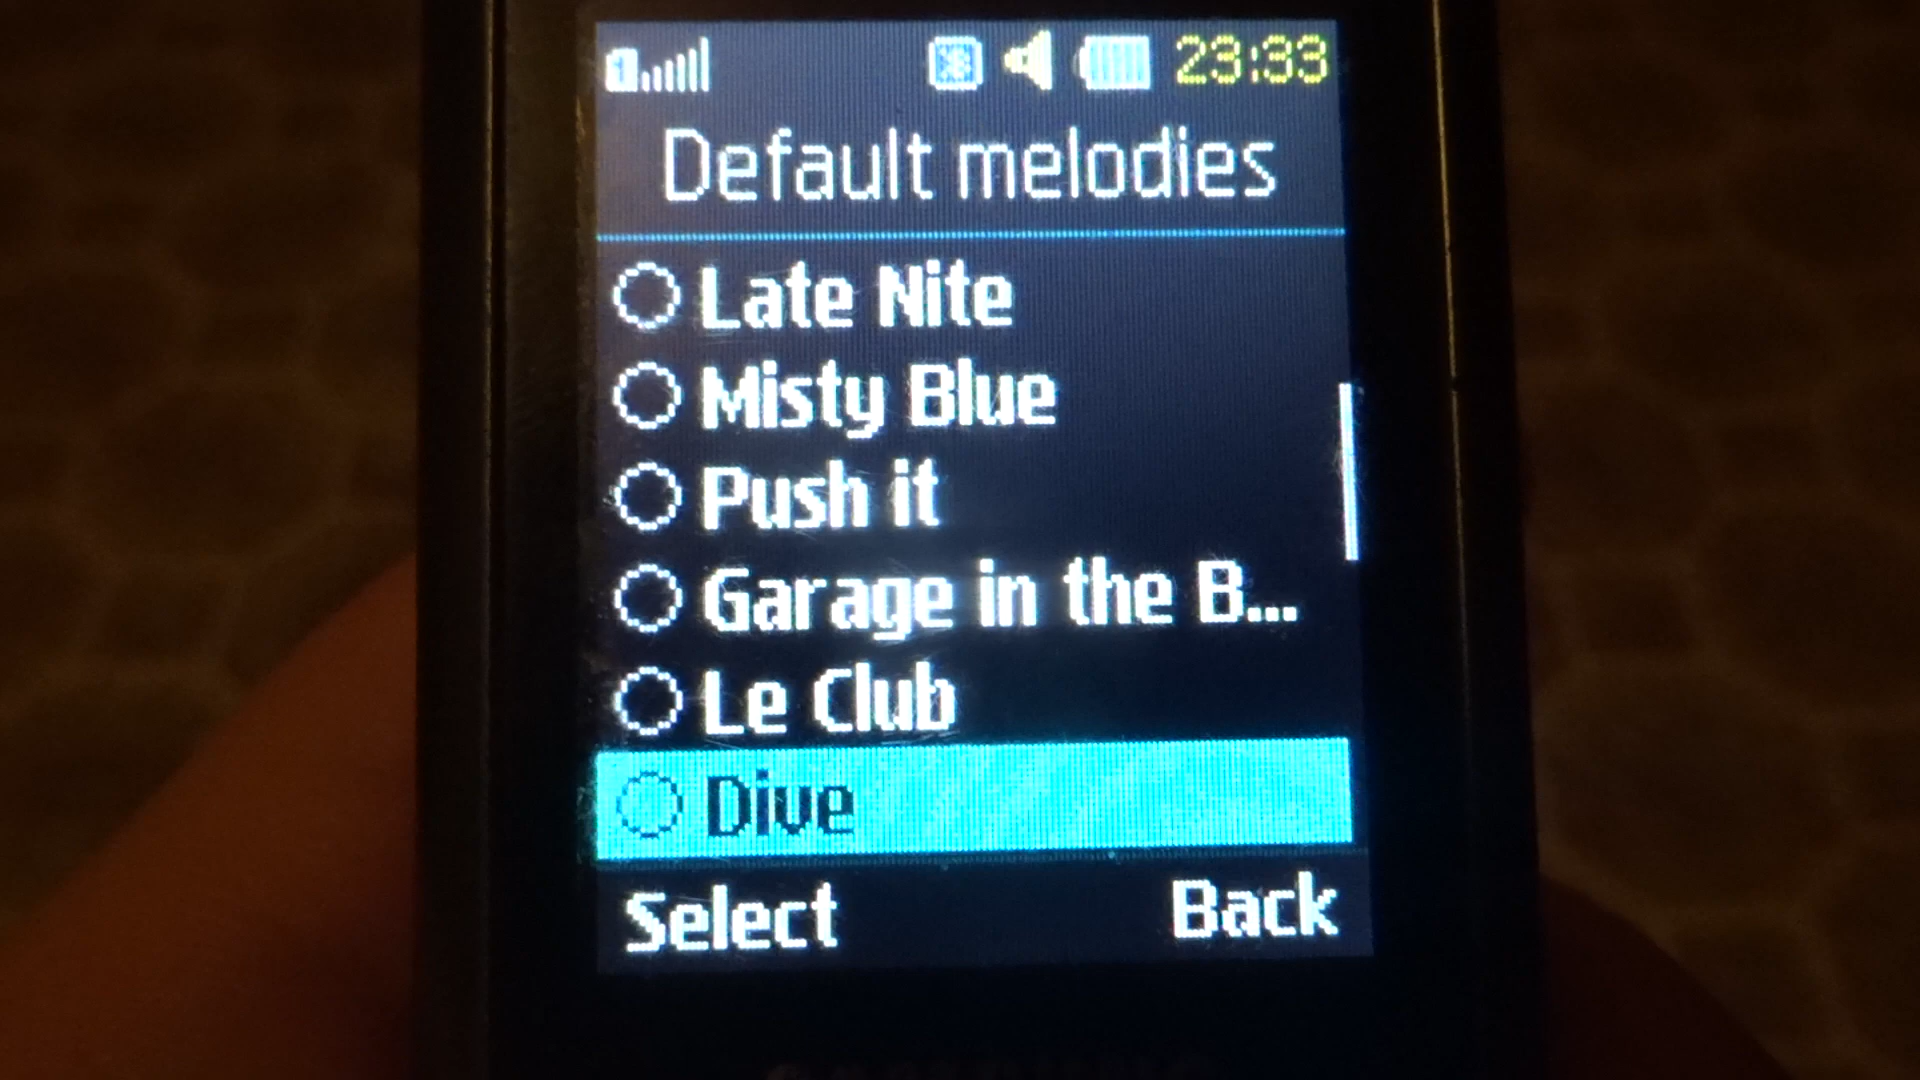 23:33
Default melodies
Late Nite
Misty Blue
Push it
Garage in the B...
Le Club
Dive
Select Back